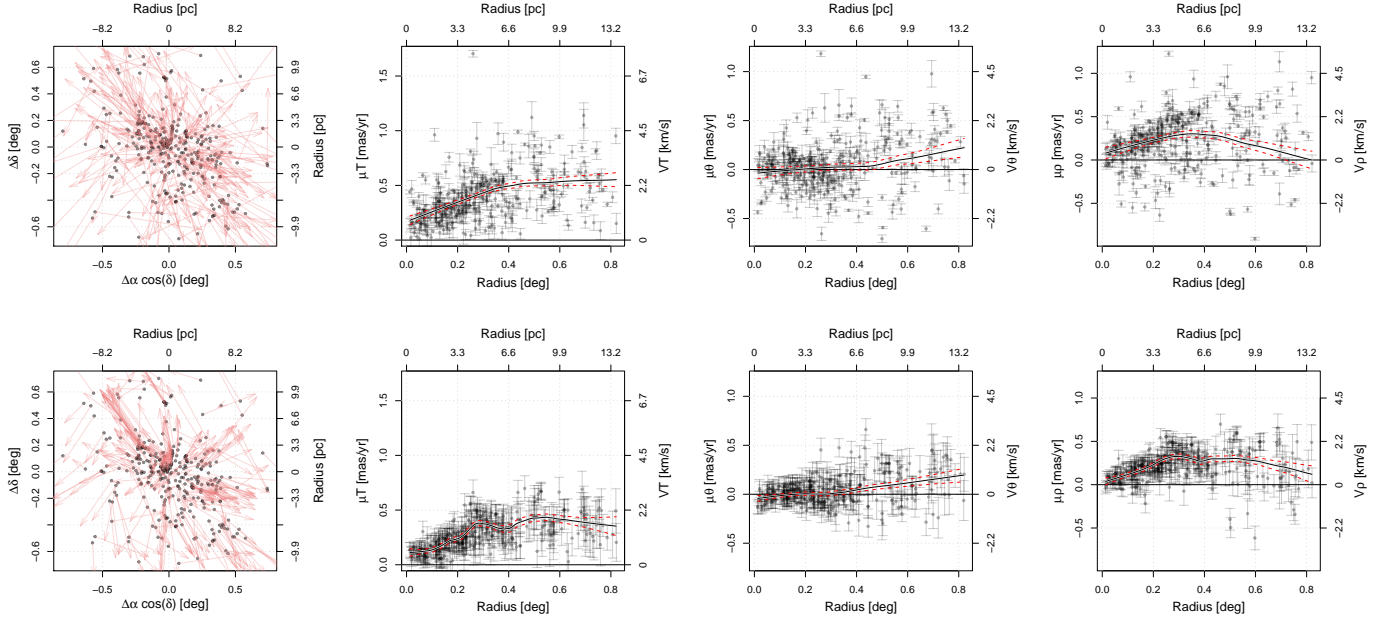 Radius [pc]
Radius [pc]
Radius [pc]
Radius [pc]
−8.2 0 8.2
0 3.3 6.6 9.9 13.2
0 3.3 6.6 9.9 13.2
0 3.3 6.6 9.9 13.2
Δδ [deg]
−0.6 −0.2 0.0 0.2 0.4 0.6
−9.9 −3.3 0 3.3 6.6 9.9
Radius [pc]
−0.5 0.0 0.5
Δα cos(δ) [deg]
μT [mas/yr]
0.0 0.5 1.0 1.5
0 2.2 4.5 6.7
VT [km/s]
0.0 0.2 0.4 0.6 0.8
Radius [deg]
μθ [mas/yr]
−0.5 0.0 0.5 1.0
−2.2 0 2.2 4.5
Vθ [km/s]
0.0 0.2 0.4 0.6 0.8
Radius [deg]
μρ [mas/yr]
−0.5 0.0 0.5 1.0
−2.2 0 2.2 4.5
Vρ [km/s]
0.0 0.2 0.4 0.6 0.8
Radius [deg]
Radius [pc]
Radius [pc]
Radius [pc]
Radius [pc]
−8.2 0 8.2
0 3.3 6.6 9.9 13.2
0 3.3 6.6 9.9 13.2
0 3.3 6.6 9.9 13.2
Δδ [deg]
−0.6 −0.2 0.0 0.2 0.4 0.6
−9.9 −3.3 0 3.3 6.6 9.9
Radius [pc]
−0.5 0.0 0.5
Δα cos(δ) [deg]
μT [mas/yr]
0.0 0.5 1.0 1.5
0 2.2 4.5 6.7
VT [km/s]
0.0 0.2 0.4 0.6 0.8
Radius [deg]
μθ [mas/yr]
−0.5 0.0 0.5 1.0
−2.2 0 2.2 4.5
Vθ [km/s]
0.0 0.2 0.4 0.6 0.8
Radius [deg]
μρ [mas/yr]
−0.5 0.0 0.5 1.0
−2.2 0 2.2 4.5
Vρ [km/s]
0.0 0.2 0.4 0.6 0.8
Radius [deg]